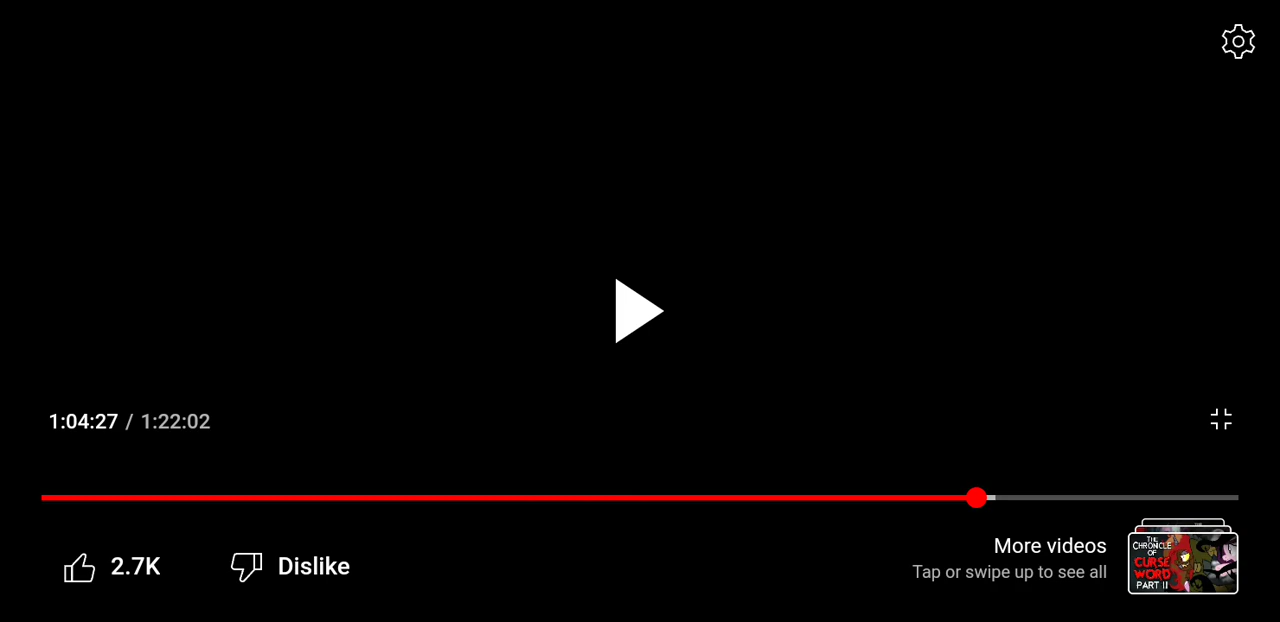 1:04:27 / 1:22:02
2.7K
Dislike
More videos
Tap or swipe up to see all
THE
CHRONICLE
OF
CURSE
WORD
PART II